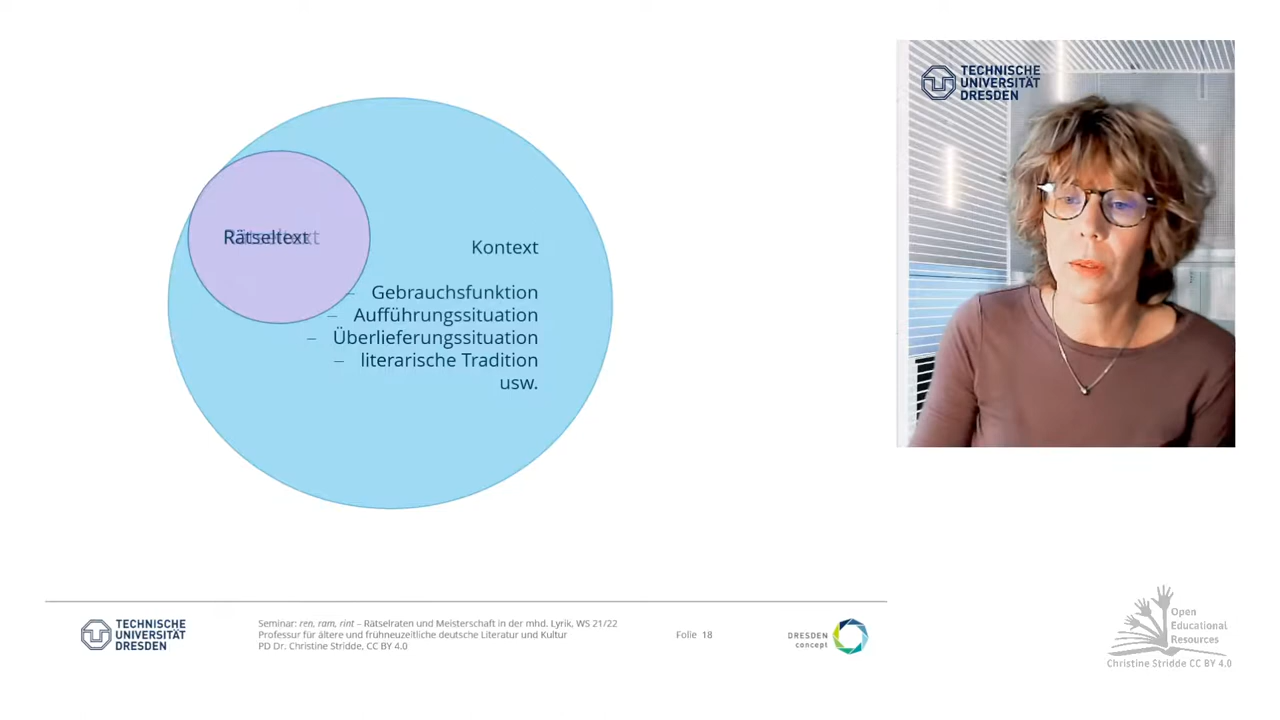 TECHNISCHE
UNIVERSITÄT
DRESDEN
Rätseltext
Kontext
– Gebrauchsfunktion
– Aufführungssituation
– Überlieferungssituation
– literarische Tradition
usw.
TECHNISCHE
UNIVERSITÄT
DRESDEN
Seminar: ren, ram, rint – Rätselraten und Meisterschaft in der mhd. Lyrik, WS 21/22
Professur für ältere und frühneuzeitliche deutsche Literatur und Kultur
PD Dr. Christine Stridde, CC BY 4.0
Folie 18
DRESDEN
concept
Open
Educational
Resources
Christine Stridde CC BY 4.0